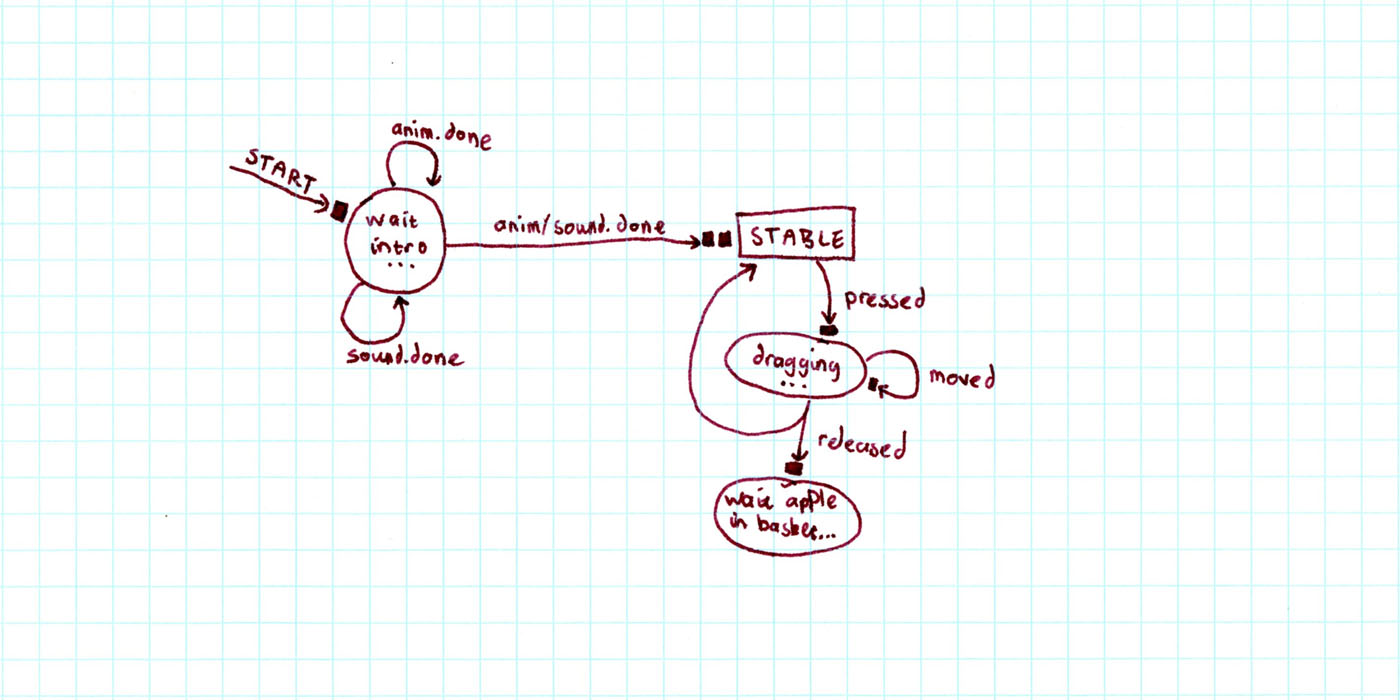 anim.done
START
wait
intro
...
anim/sound.done
STABLE
pressed
sound.done
dragging
...
moved
released
wait apple
in basket...